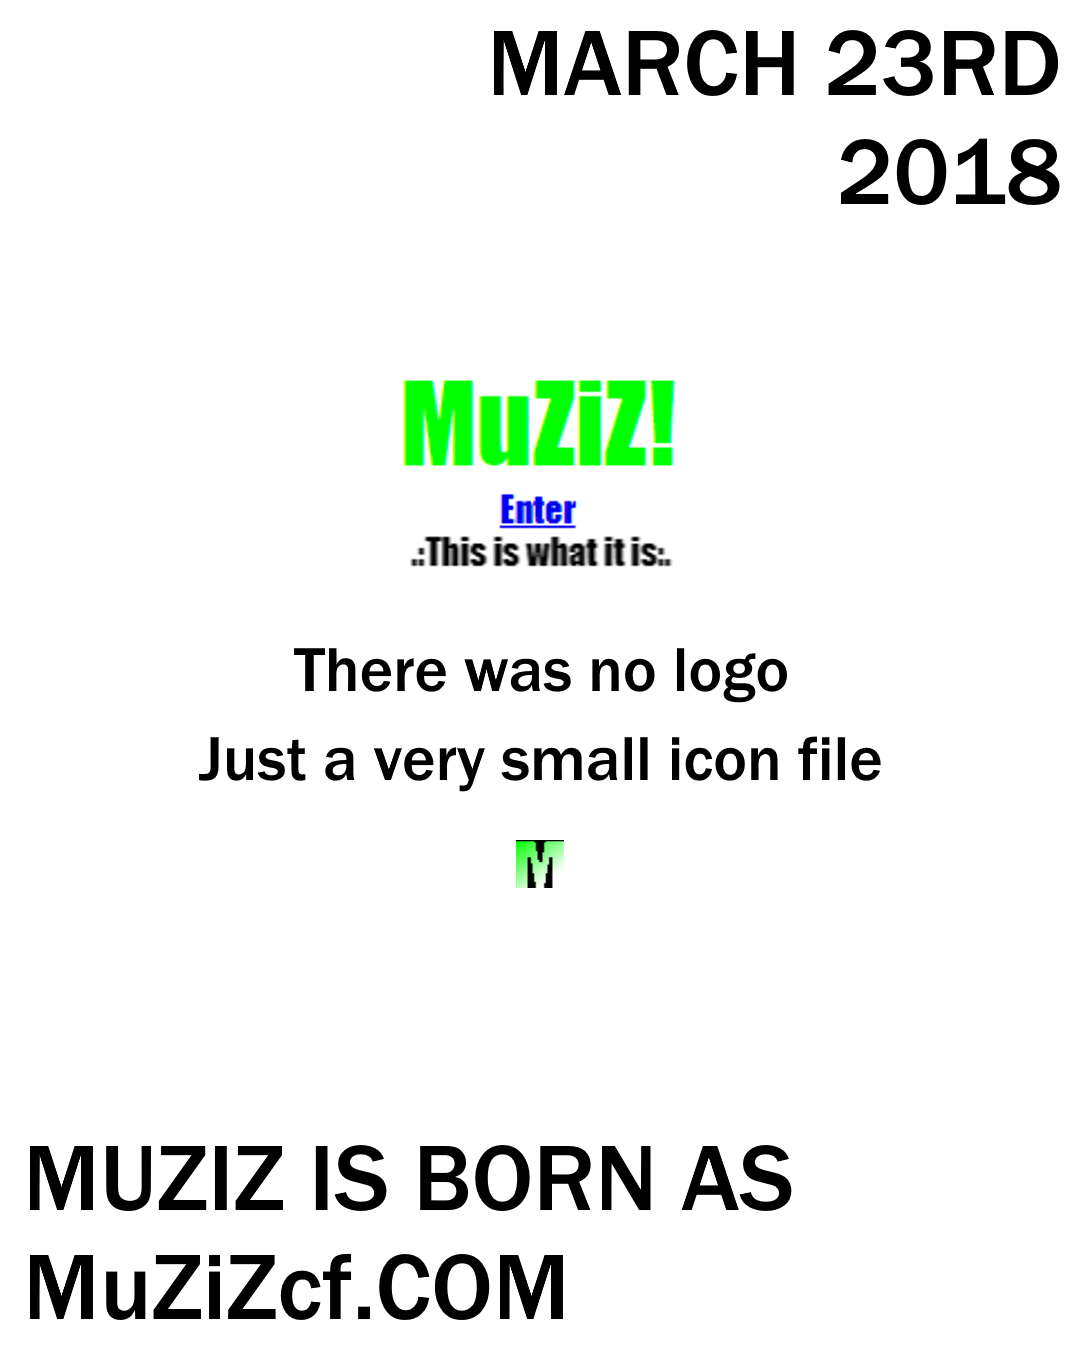 MARCH 23RD
2018
MuZiZ!
Enter
.:This is what it is:.
There was no logo
Just a very small icon file
M
MUZIZ IS BORN AS
MuZiZcf.COM